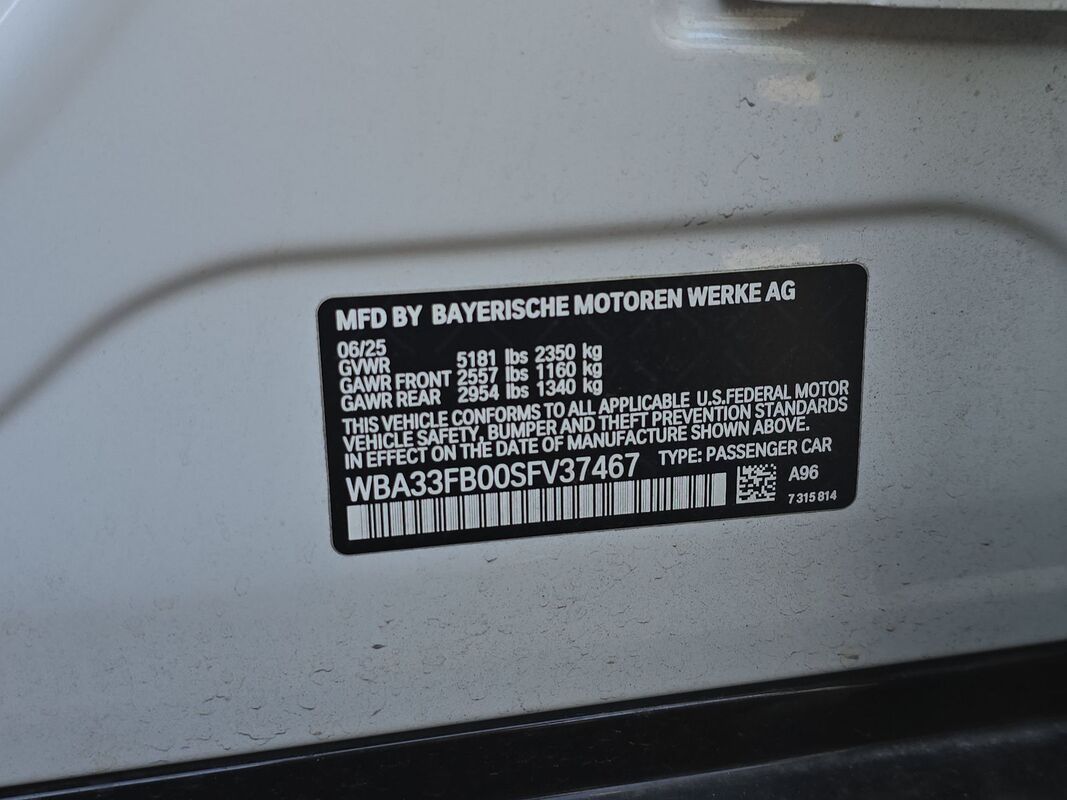 MFD BY BAYERISCHE MOTOREN WERKE AG
06/25
GVWR 5181 lbs 2350 kg
GAWR FRONT 2557 lbs 1160 kg
GAWR REAR 2954 lbs 1340 kg
THIS VEHICLE CONFORMS TO ALL APPLICABLE U.S.FEDERAL MOTOR
VEHICLE SAFETY, BUMPER AND THEFT PREVENTION STANDARDS
IN EFFECT ON THE DATE OF MANUFACTURE SHOWN ABOVE.
WBA33FB00SFV37467 TYPE: PASSENGER CAR
A96
7 315 814